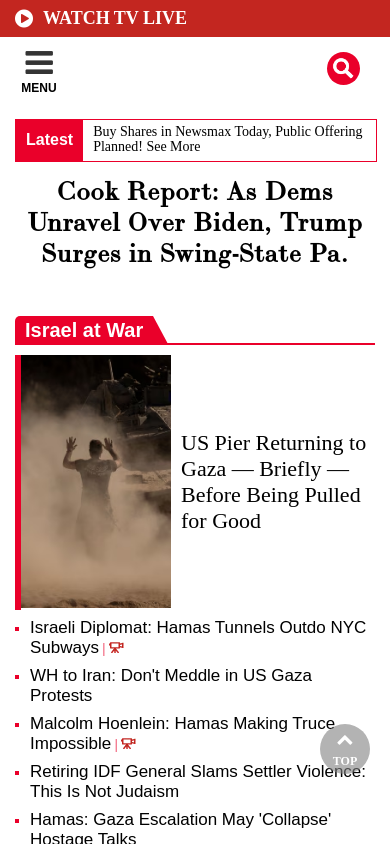 WATCH TV LIVE
MENU
Latest
Buy Shares in Newsmax Today, Public Offering
Planned! See More
Cook Report: As Dems
Unravel Over Biden, Trump
Surges in Swing-State Pa.
Israel at War
US Pier Returning to
Gaza — Briefly —
Before Being Pulled
for Good
Israeli Diplomat: Hamas Tunnels Outdo NYC
Subways |
WH to Iran: Don't Meddle in US Gaza
Protests
Malcolm Hoenlein: Hamas Making Truce
Impossible |
TOP
Retiring IDF General Slams Settler Violence:
This Is Not Judaism
Hamas: Gaza Escalation May 'Collapse'
Hostage Talks